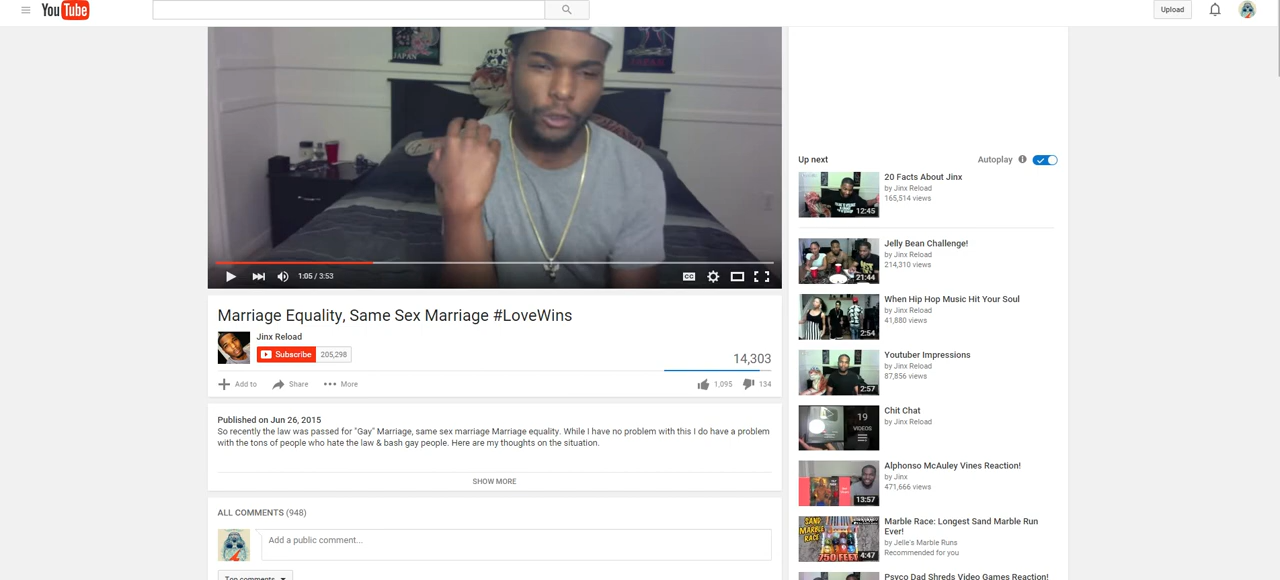 YouTube
Upload
JAPAN
1:05 / 3:53
CC
Marriage Equality, Same Sex Marriage #LoveWins
Jinx Reload
Subscribe 205,298
14,303
Add to Share More 1,095 134
Published on Jun 26, 2015
So recently the law was passed for "Gay" Marriage, same sex marriage Marriage equality. While I have no problem with this I do have a problem
with the tons of people who hate the law & bash gay people. Here are my thoughts on the situation.
SHOW MORE
ALL COMMENTS (948)
Add a public comment...
Top comments
Up next Autoplay
20 Facts About Jinx
by Jinx Reload
165,514 views
12:45
Jelly Bean Challenge!
by Jinx Reload
214,310 views
21:44
When Hip Hop Music Hit Your Soul
by Jinx Reload
41,880 views
2:54
Youtuber Impressions
by Jinx Reload
87,856 views
2:57
Chit Chat
by Jinx Reload
19
VIDEOS
Alphonso McAuley Vines Reaction!
by Jinx
471,666 views
13:57
Marble Race: Longest Sand Marble Run
Ever!
by Jelle's Marble Runs
Recommended for you
SAND
MARBLE
RACE
750 FEET
4:47
Psyco Dad Shreds Video Games Reaction!